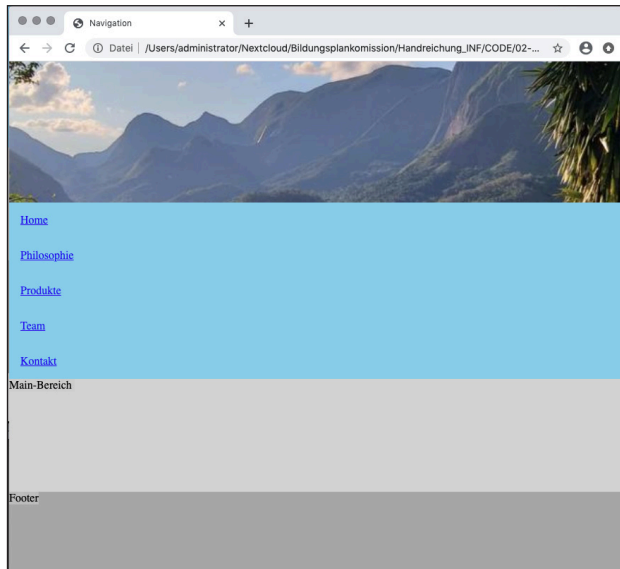 Navigation
Datei | /Users/administrator/Nextcloud/Bildungsplankomission/Handreichung_INF/CODE/02-...
Home
Philosophie
Produkte
Team
Kontakt
Main-Bereich
Footer